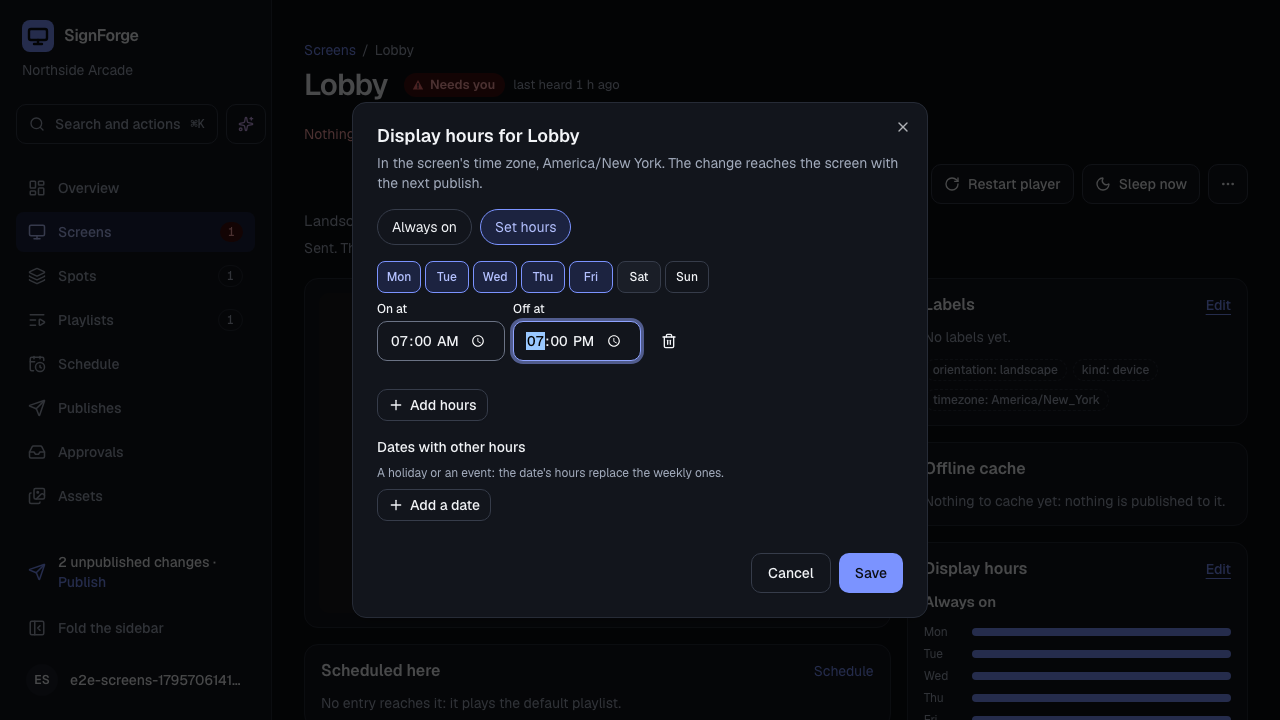 SignForge
Northside Arcade
Search and actions ⌘K
Overview
Screens 1
Spots 1
Playlists 1
Schedule
Publishes
Approvals
Assets
2 unpublished changes ·
Publish
Fold the sidebar
ES e2e-screens-1795706141...
Screens / Lobby
Lobby Needs you last heard 1 h ago
Nothing
Restart player Sleep now
Landsc
Sent. Th
Display hours for Lobby
In the screen's time zone, America/New York. The change reaches the screen with
the next publish.
Always on Set hours
Mon Tue Wed Thu Fri Sat Sun
On at Off at
07:00 AM 07:00 PM
Add hours
Dates with other hours
A holiday or an event: the date's hours replace the weekly ones.
Add a date
Cancel Save
Labels Edit
No labels yet.
orientation: landscape kind: device
timezone: America/New_York
Offline cache
Nothing to cache yet: nothing is published to it.
Display hours Edit
Always on
Mon
Tue
Wed
Thu
Fri
Scheduled here Schedule
No entry reaches it: it plays the default playlist.